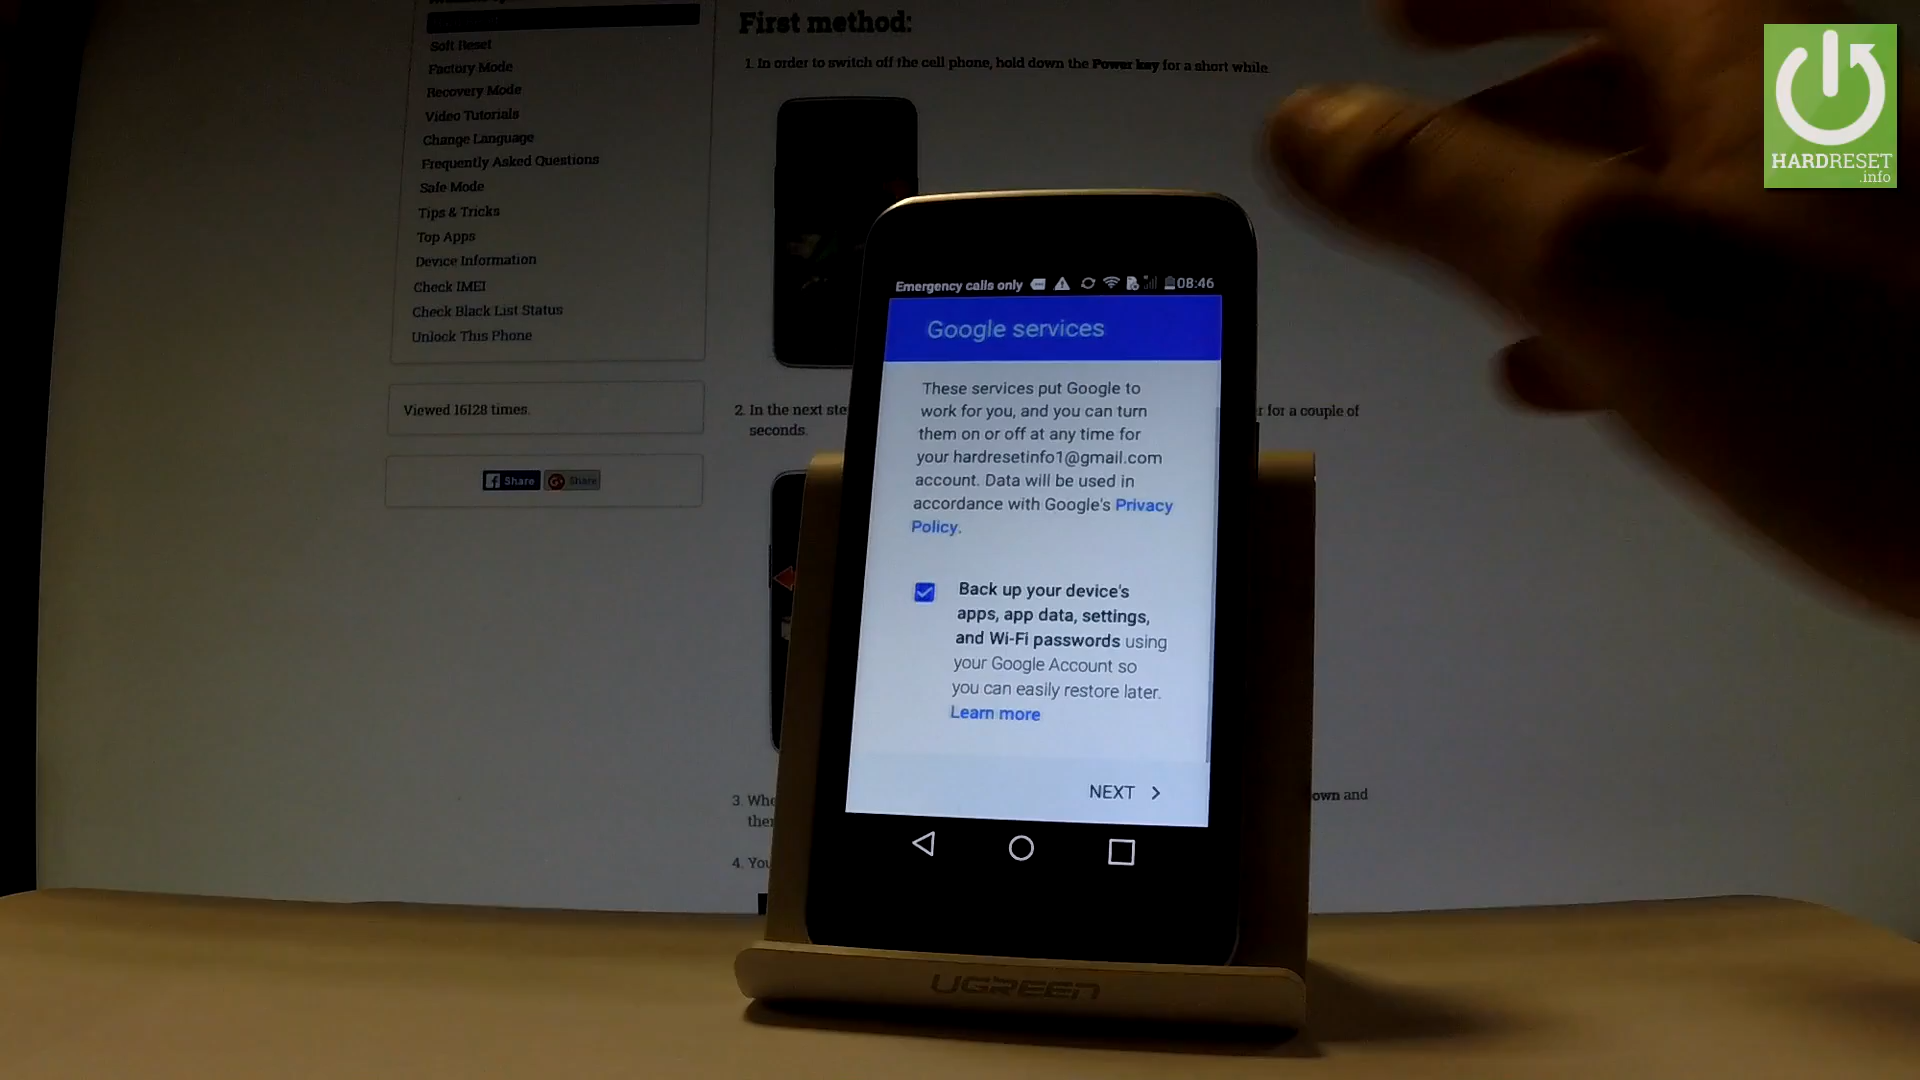 Soft Reset
Factory Mode
Recovery Mode
Video Tutorials
Change Language
Frequently Asked Questions
Safe Mode
Tips & Tricks
Top Apps
Device Information
Check IMEI
Check Black List Status
Unlock This Phone
Viewed 16128 times.
Share
Share
First method:
1. In order to switch off the cell phone, hold down the Power key for a short while.
2. In the next
for a couple of
seconds.
3.
and
4.
Emergency calls only 08:46
Google services
These services put Google to
work for you, and you can turn
them on or off at any time for
your hardresetinfo1@gmail.com
account. Data will be used in
accordance with Google's Privacy
Policy.
Back up your device's
apps, app data, settings,
and Wi-Fi passwords using
your Google Account so
you can easily restore later.
Learn more
NEXT
UGREEN
HARDRESET
.info